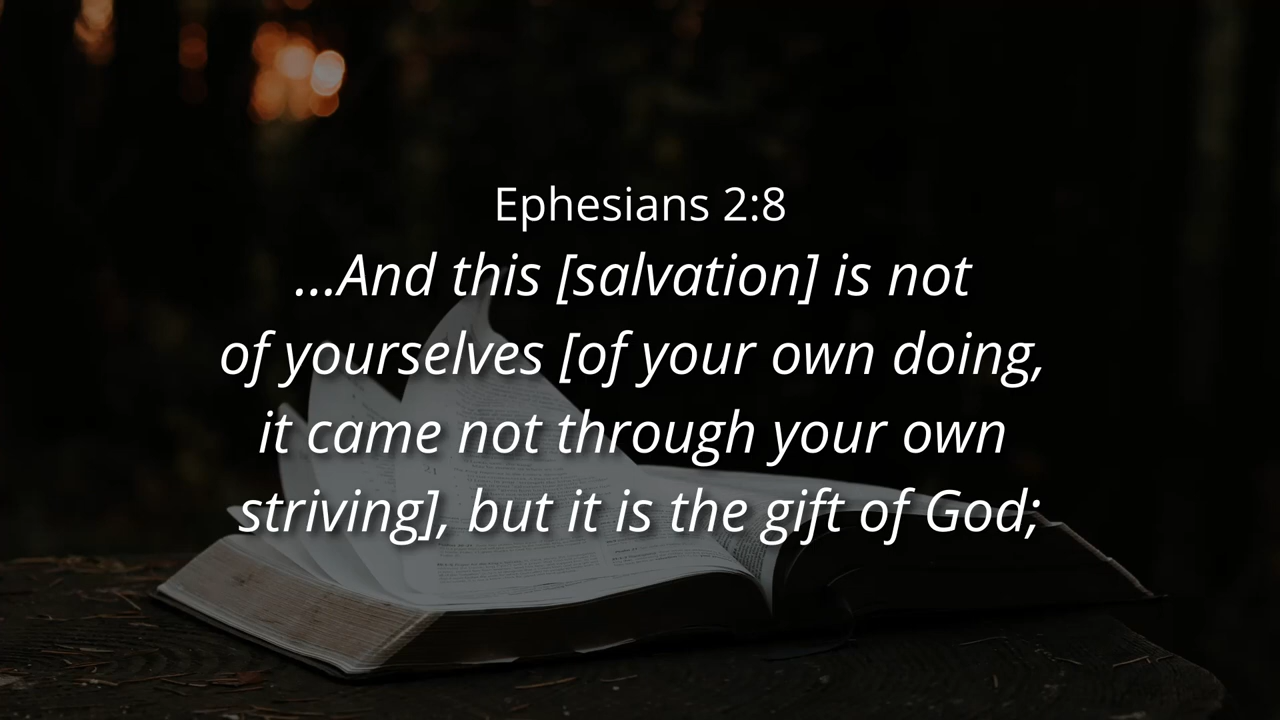 Ephesians 2:8
...And this [salvation] is not
of yourselves [of your own doing,
it came not through your own
striving], but it is the gift of God;